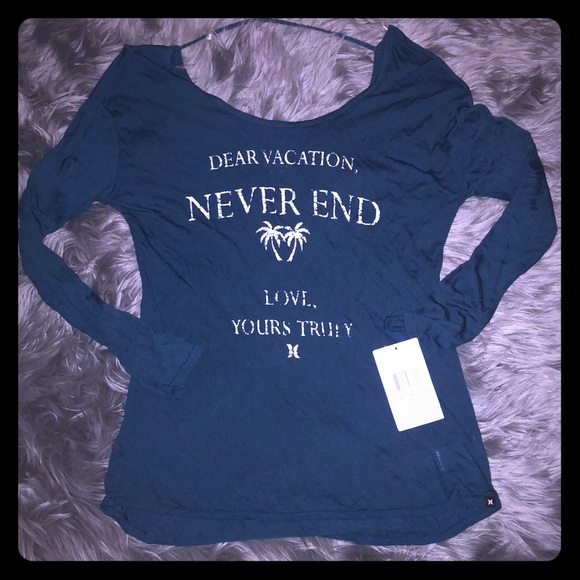 DEAR VACATION,
NEVER END
LOVE,
YOURS TRULY